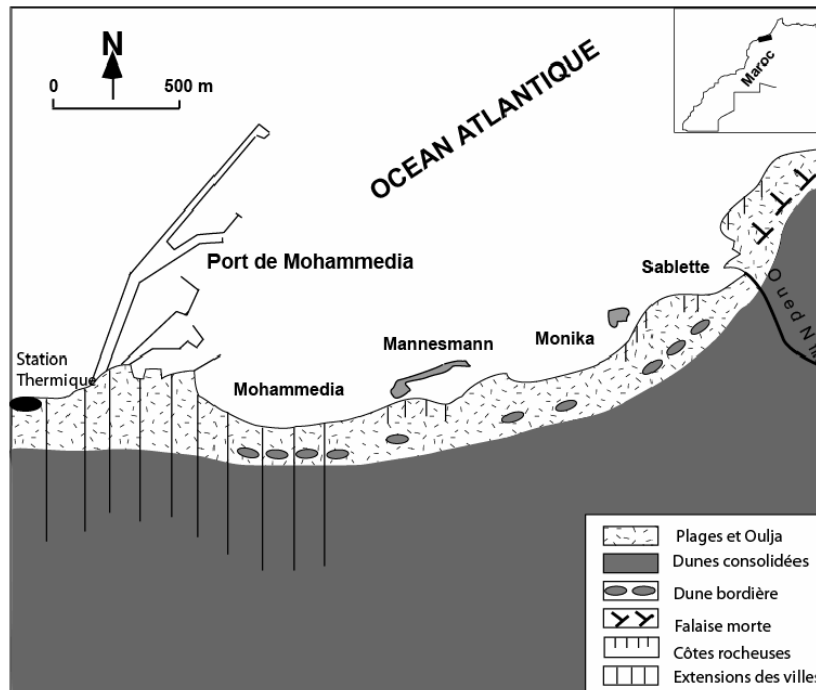 N
0 500 m
OCEAN ATLANTIQUE
Maroc
Port de Mohammedia
Sablette
Oued N
Mannesmann
Monika
Station
Thermique
Mohammedia
Plages et Oulja
Dunes consolidées
Dune bordière
Falaise morte
Côtes rocheuses
Extensions des villes